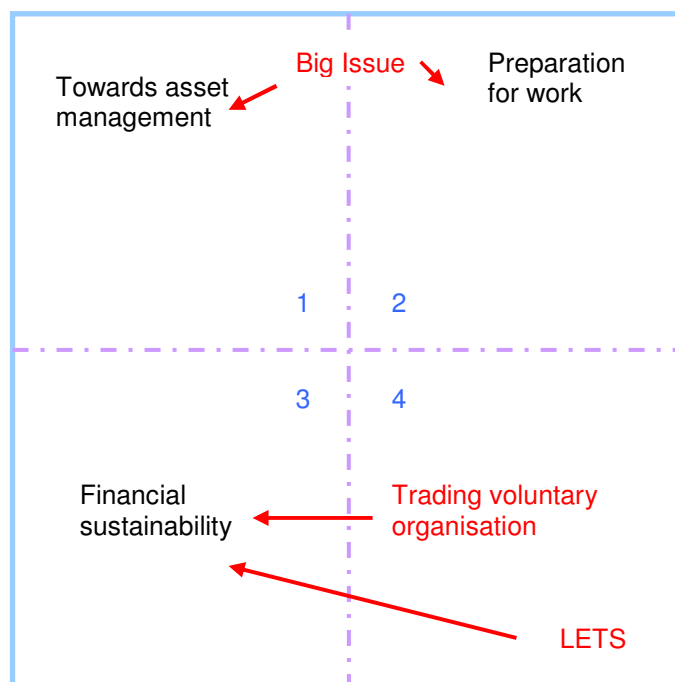 Big Issue
Towards asset
management
Preparation
for work
1
2
3
4
Financial
sustainability
Trading voluntary
organisation
LETS